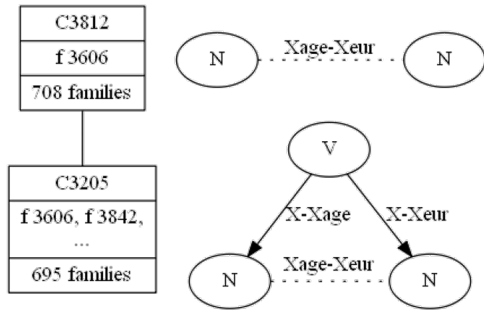 C3812
f 3606
708 families
N
Xage-Xeur
N
C3205
f 3606, f 3842,
...
695 families
V
X-Xage
X-Xeur
N
Xage-Xeur
N